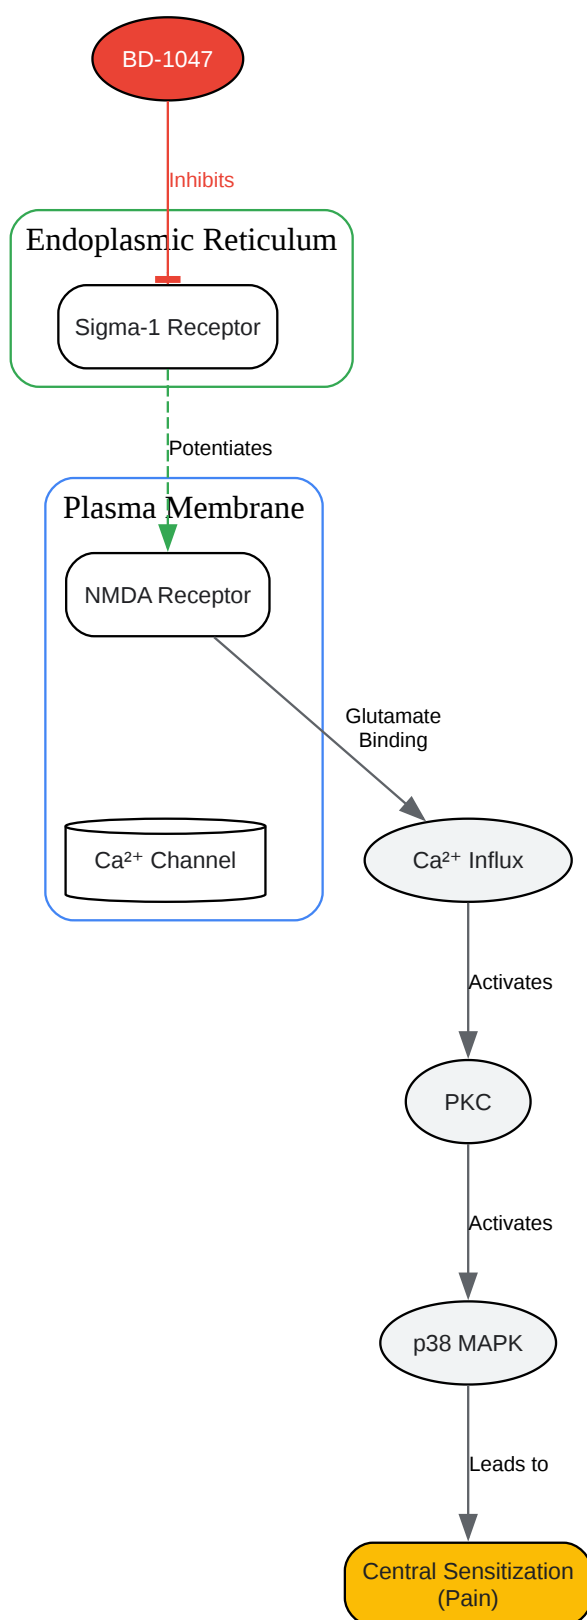 BD-1047
Inhibits
Endoplasmic Reticulum
Sigma-1 Receptor
Potentiates
Plasma Membrane
NMDA Receptor
Glutamate
Binding
Ca²⁺ Channel
Ca²⁺ Influx
Activates
PKC
Activates
p38 MAPK
Leads to
Central Sensitization
(Pain)